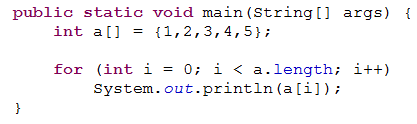 public static void main(String[] args) {
    int a[] = {1,2,3,4,5};

    for (int i = 0; i < a.length; i++)
        System.out.println(a[i]);
}